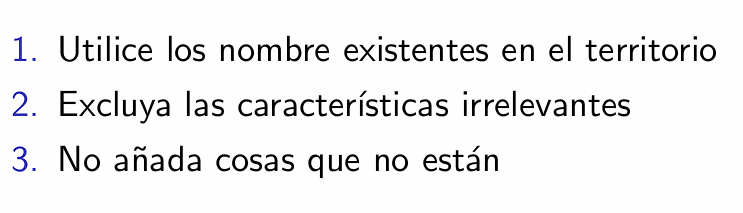 1. Utilice los nombre existentes en el territorio
2. Excluya las características irrelevantes
3. No añada cosas que no están